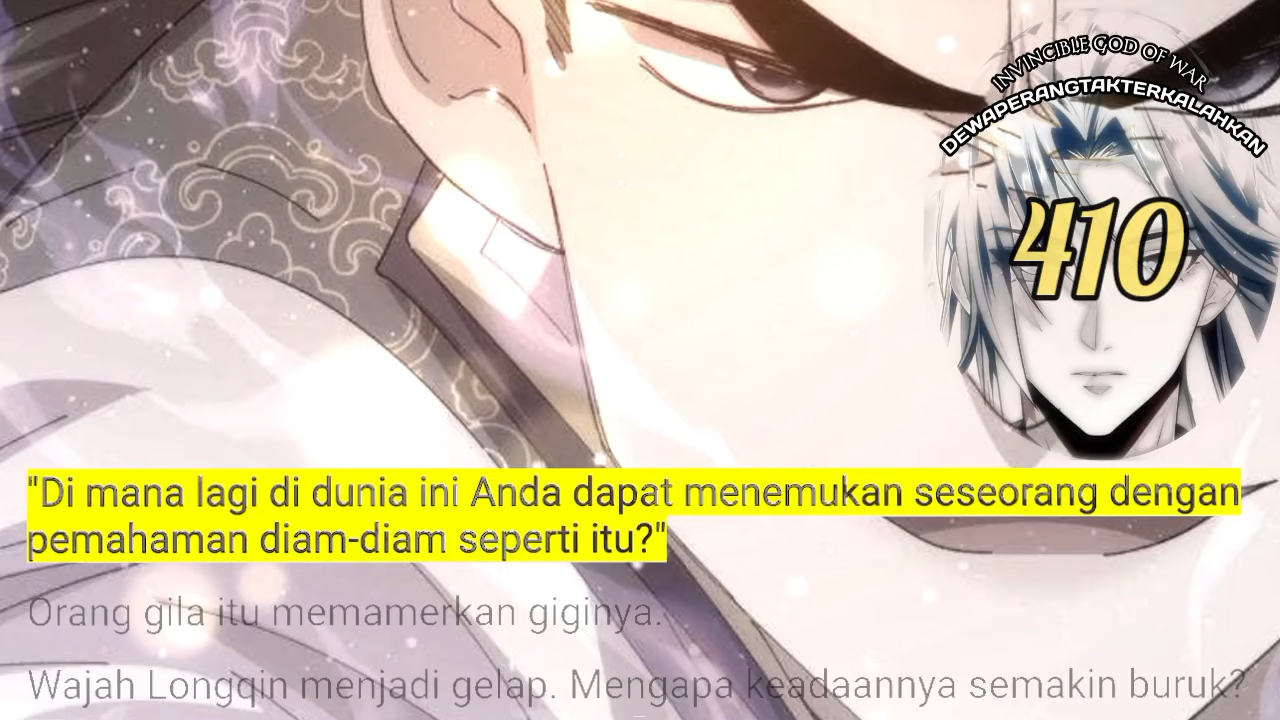 INVINCIBLE GOD OF WAR
DEWAPERANGTAKTERKALAHKAN
410
"Di mana lagi di dunia ini Anda dapat menemukan seseorang dengan
pemahaman diam-diam seperti itu?"
Orang gila itu memamerkan giginya.
Wajah Longqin menjadi gelap. Mengapa keadaannya semakin buruk?